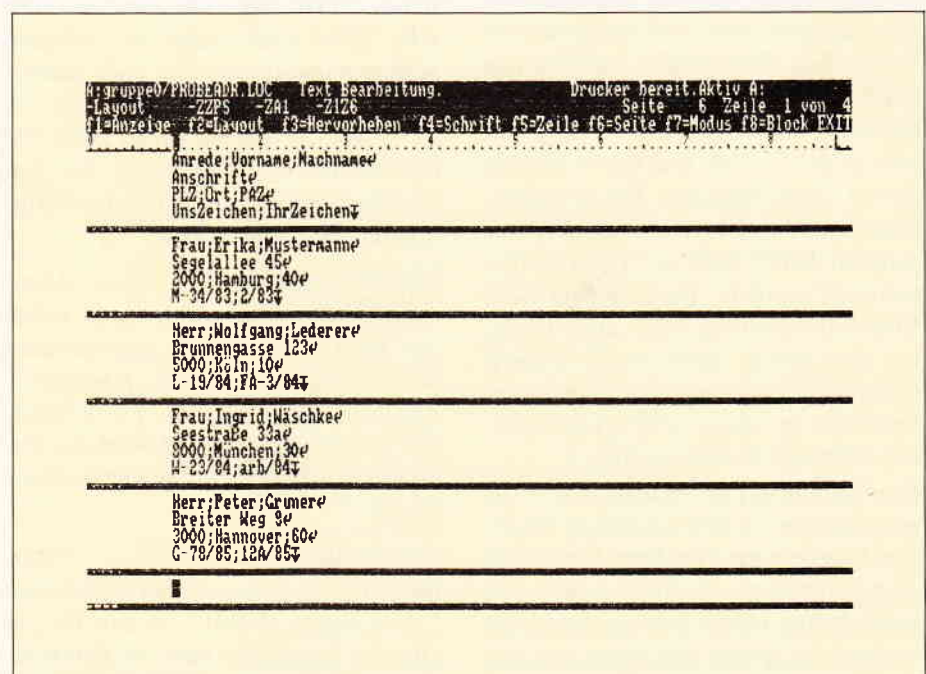 A:gruppe0/PROBEADR.LOC Text Bearbeitung. Drucker bereit.Aktiv A:
-Layout -ZZPS -ZA1 -Z1Z6 Seite 6 Zeile 1 von 4
f1=Anzeige f2=Layout f3=Hervorheben f4=Schrift f5=Zeile f6=Seite f7=Modus f8=Block EXIT
Anrede;Vorname;Nachname↵
Anschrift↵
PLZ;Ort;PAZ↵
UnsZeichen;IhrZeichen↧
Frau;Erika;Mustermann↵
Segelallee 45↵
2000;Hamburg;40↵
M-34/83;2/83↧
Herr;Wolfgang;Lederer↵
Brunnengasse 123↵
5000;Köln;10↵
L-19/84;FA-3/84↧
Frau;Ingrid;Wäschke↵
Seestraße 33a↵
8000;München;30↵
W-23/84;arb/84↧
Herr;Peter;Gruner↵
Breiter Weg 9↵
3000;Hannover;60↵
G-78/85;12A/85↧